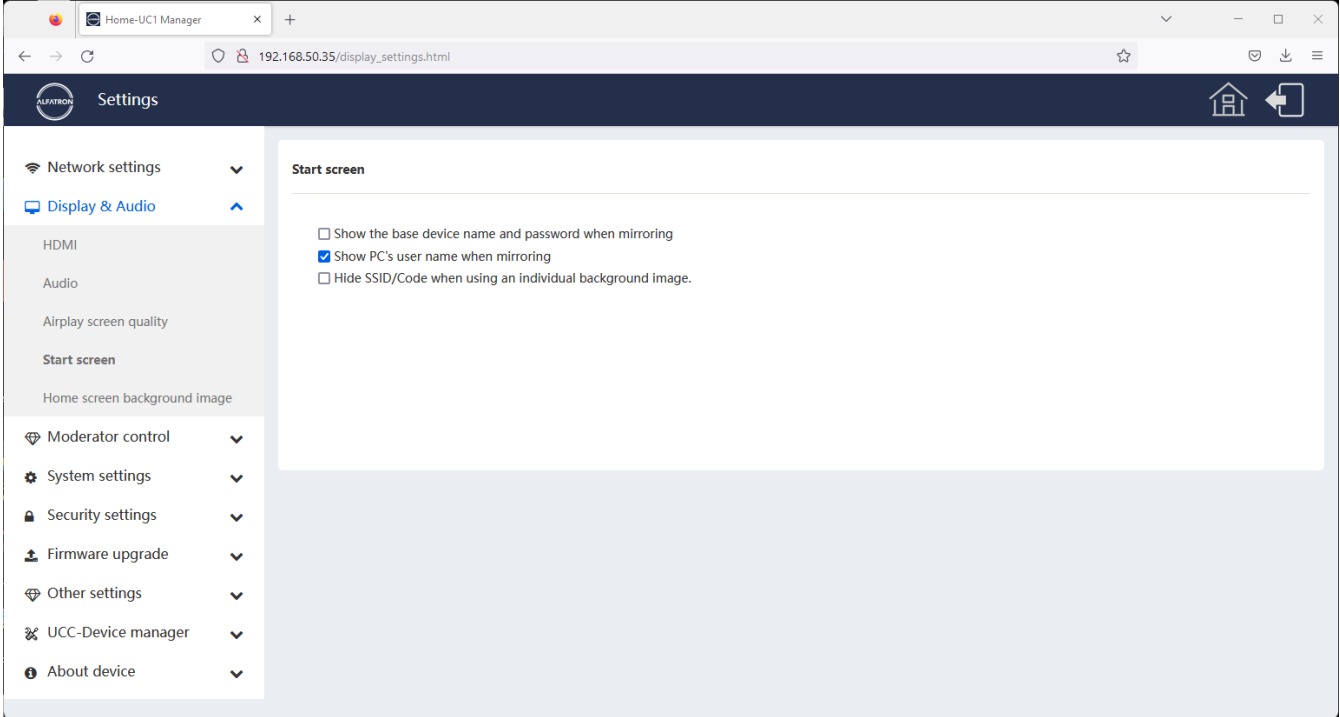 Home-UC1 Manager
192.168.50.35/display_settings.html
ALFATRON
Settings
Network settings
Display & Audio
HDMI
Audio
Airplay screen quality
Start screen
Home screen background image
Moderator control
System settings
Security settings
Firmware upgrade
Other settings
UCC-Device manager
About device
Start screen
Show the base device name and password when mirroring
Show PC's user name when mirroring
Hide SSID/Code when using an individual background image.